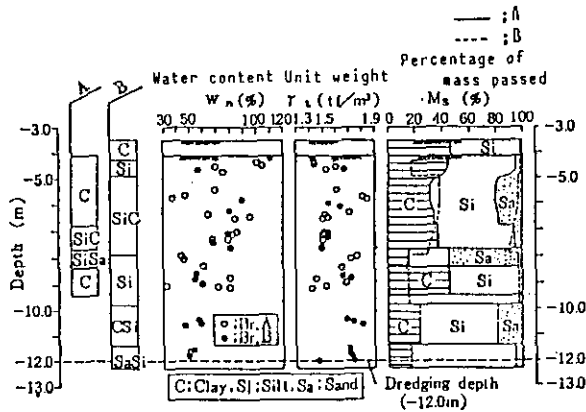 —— ; A
---- ; B
Percentage of
mass passed
Ms (%)
Water content
Wn (%)
Unit weight
γt (t/m³)
A
B
30 50 100 120
1.3 1.5 1.9
0 20 40 60 80 100
-3.0
-5.0
-10.0
-12.0
-13.0
Depth (m)
C
SiC
SiSa
C
C
Si
SiC
Si
CSi
SaSi
○ ; Br. A
● ; Br. B
C:Clay. Si:Silt. Sa:Sand
Si
C
Si
Sa
Sa
C
Si
C
Si
Sa
-3.0
-5.0
-10.0
-12.0
-13.0
Dredging depth
(-12.0m)